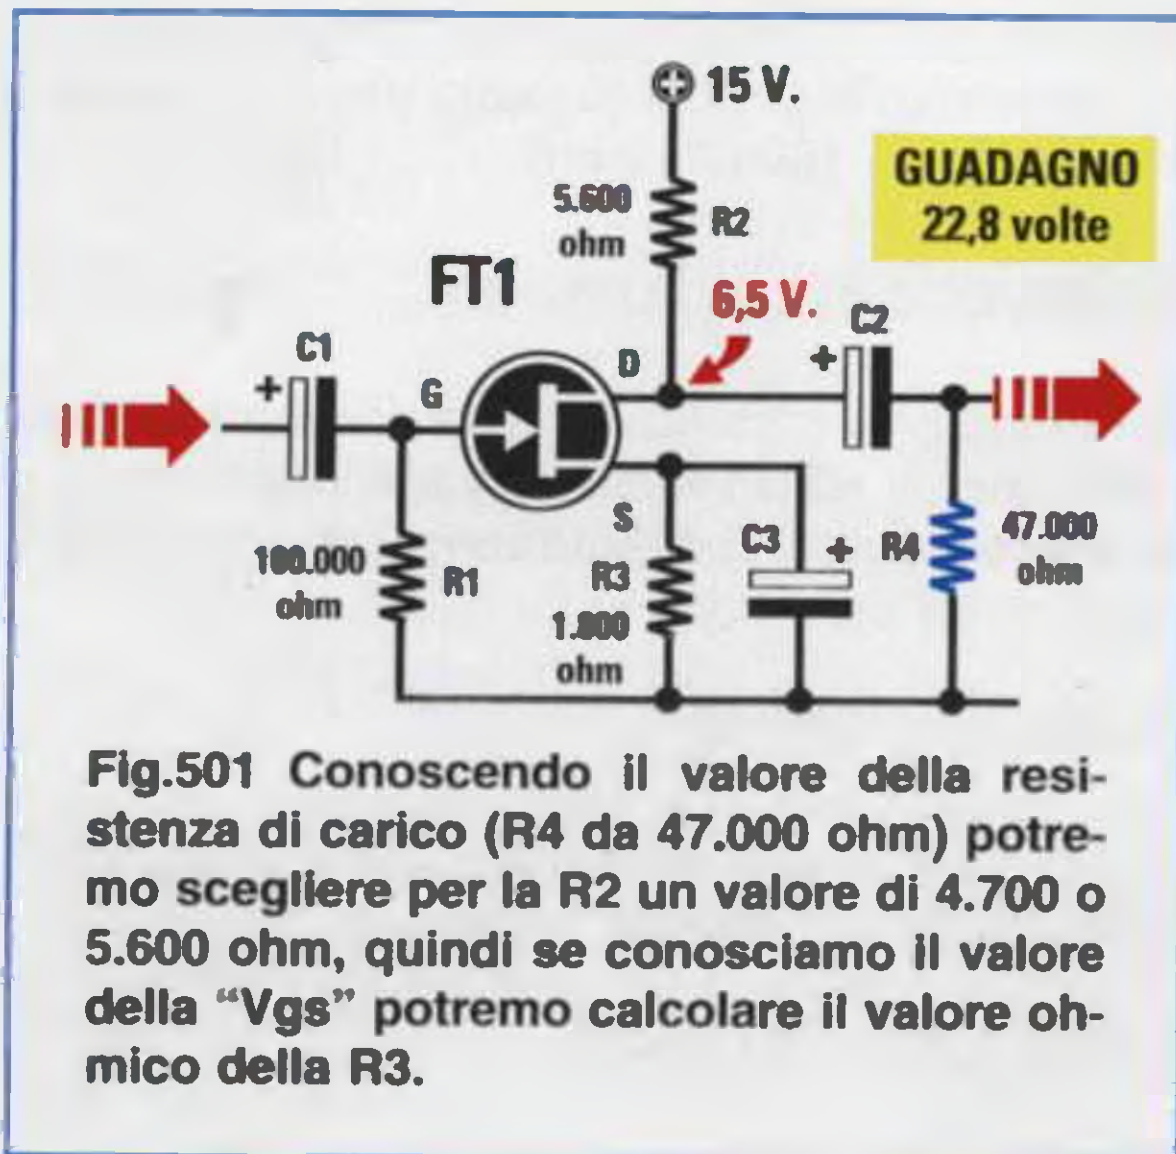 15 V.
GUADAGNO
22,8 volte
5.600
ohm
R2
FT1
6,5 V.
C1
C2
+
+
G
D
S
100.000
ohm
R1
R3
C3
+
R4
47.000
ohm
ohm
Fig.501 Conoscendo il valore della resi-
stenza di carico (R4 da 47.000 ohm) potre-
mo scegliere per la R2 un valore di 4.700 o
5.600 ohm, quindi se conosciamo il valore
della “Vgs” potremo calcolare il valore oh-
mico della R3.